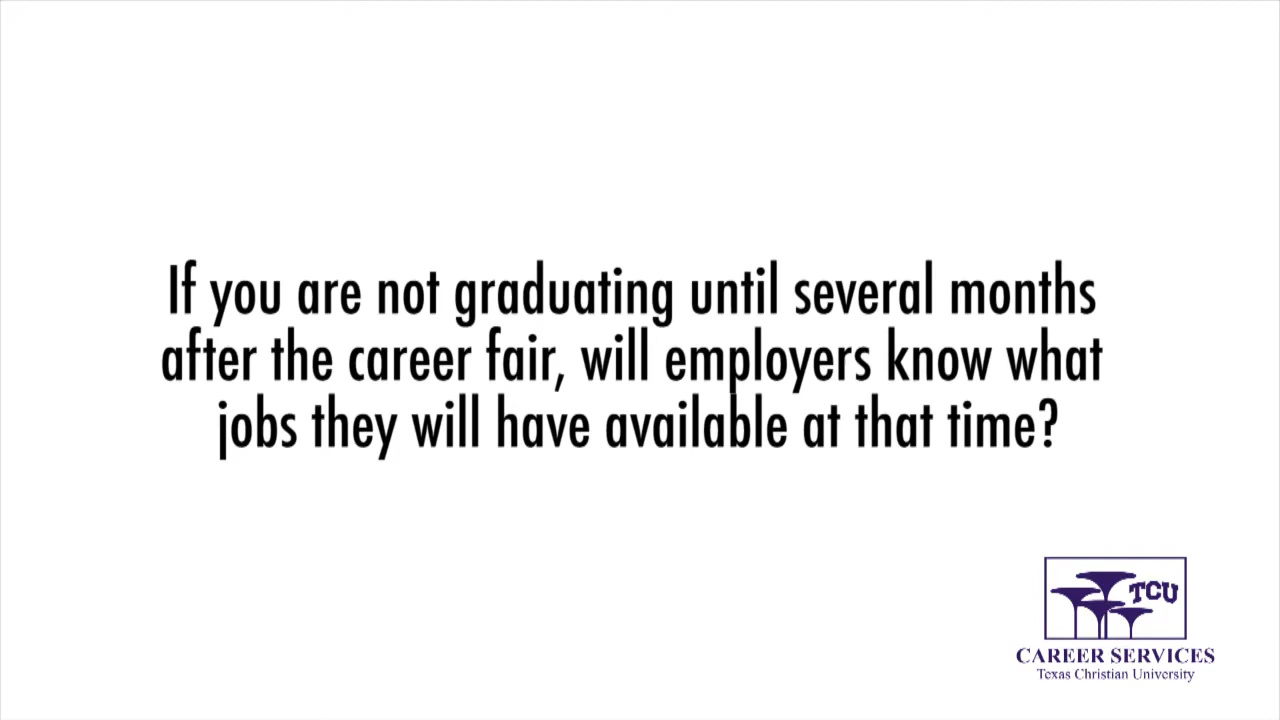 If you are not graduating until several months
after the career fair, will employers know what
jobs they will have available at that time?
TCU
CAREER SERVICES
Texas Christian University